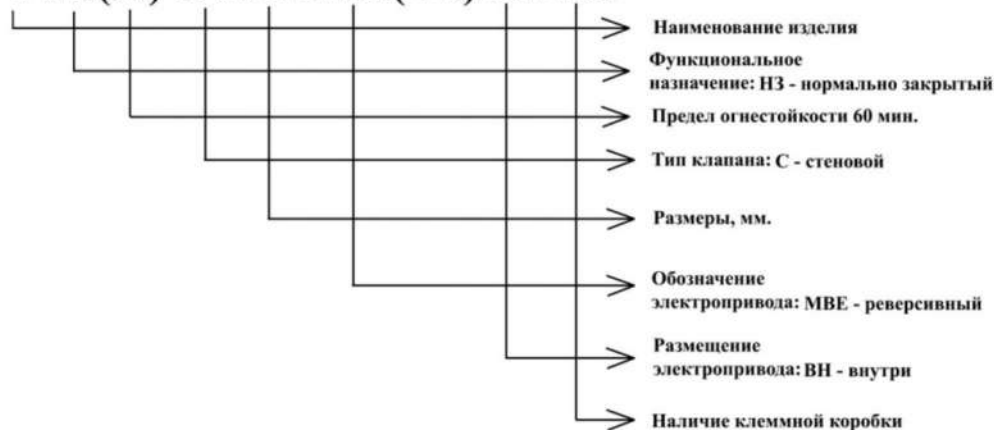 Наименование изделия
Функциональное
назначение: НЗ - нормально закрытый
Предел огнестойкости 60 мин.
Тип клапана: С - стеновой
Размеры, мм.
Обозначение
электропривода: МВЕ - реверсивный
Размещение
электропривода: ВН - внутри
Наличие клеммной коробки